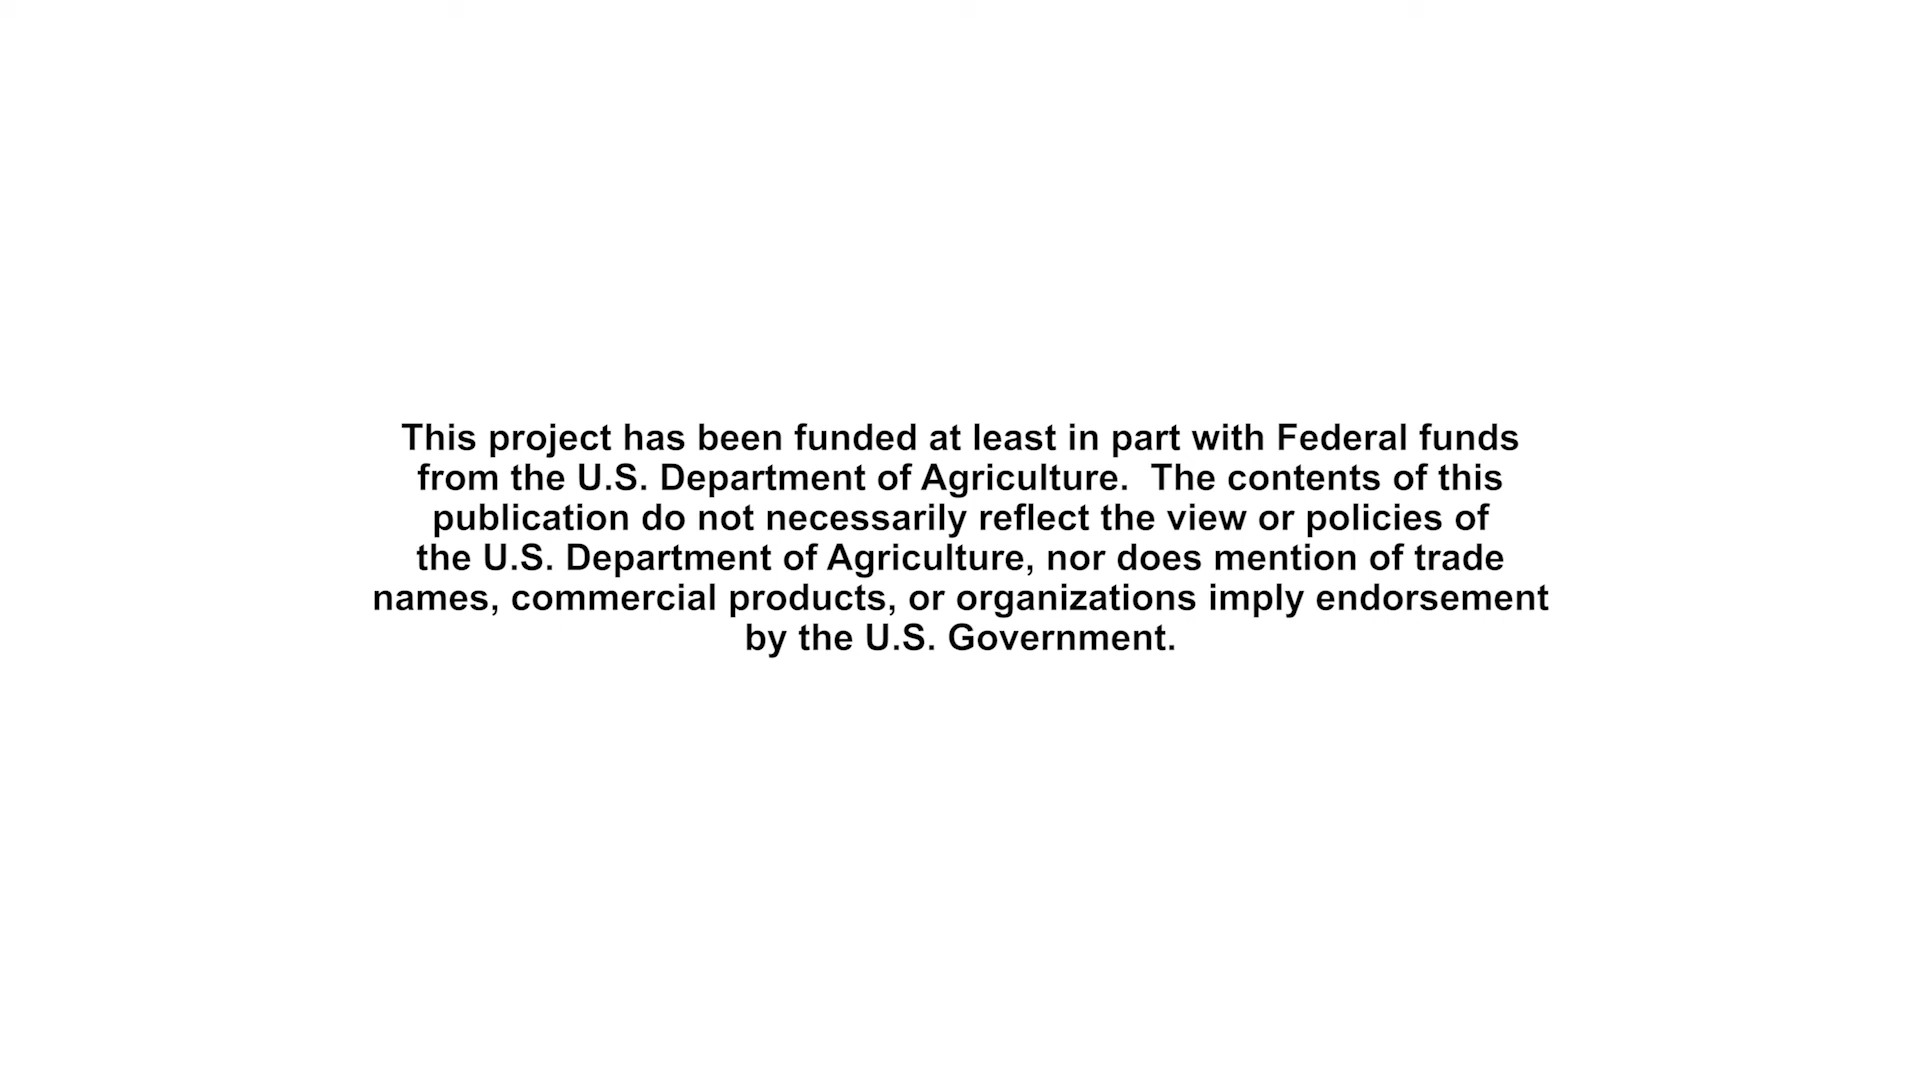 This project has been funded at least in part with Federal funds
from the U.S. Department of Agriculture.  The contents of this
publication do not necessarily reflect the view or policies of
the U.S. Department of Agriculture, nor does mention of trade
names, commercial products, or organizations imply endorsement
by the U.S. Government.